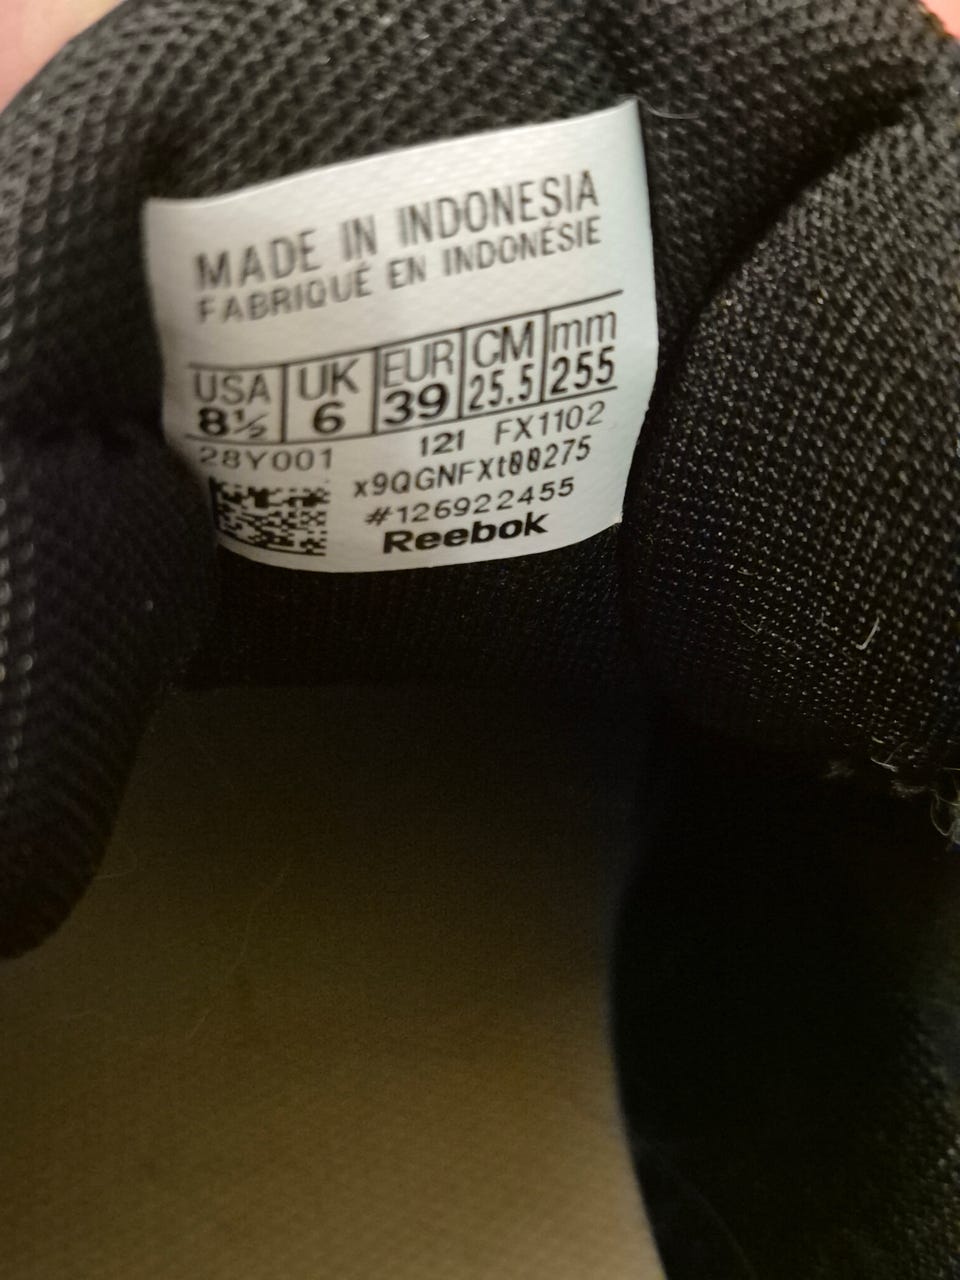 MADE IN INDONESIA
FABRIQUÉ EN INDONÉSIE
USA UK EUR CM mm
8½ 6 39 25.5 255
28Y001 121 FX1102
x9QGNFXt00275
#126922455
Reebok